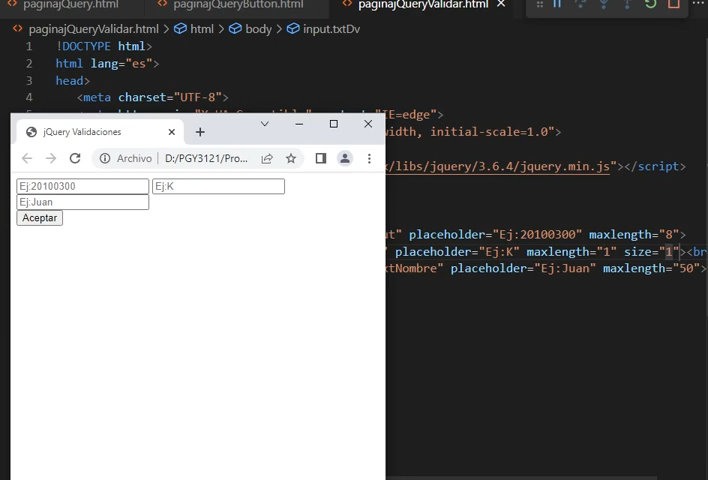 paginajQuery.html paginajQueryButton.html paginajQueryValidar.html
paginajQueryValidar.html > html > body > input.txtDv
1 !DOCTYPE html>
2 html lang="es">
3 head>
4 <meta charset="UTF-8">
"IE=edge">
width, initial-scale=1.0">
x/libs/jquery/3.6.4/jquery.min.js"></script>
placeholder="Ej:20100300" maxlength="8">
" placeholder="Ej:K" maxlength="1" size="1"><br
xtNombre" placeholder="Ej:Juan" maxlength="50">
jQuery Validaciones
Archivo D:/PGY3121/Pro...
Ej:20100300 Ej:K
Ej:Juan
Aceptar